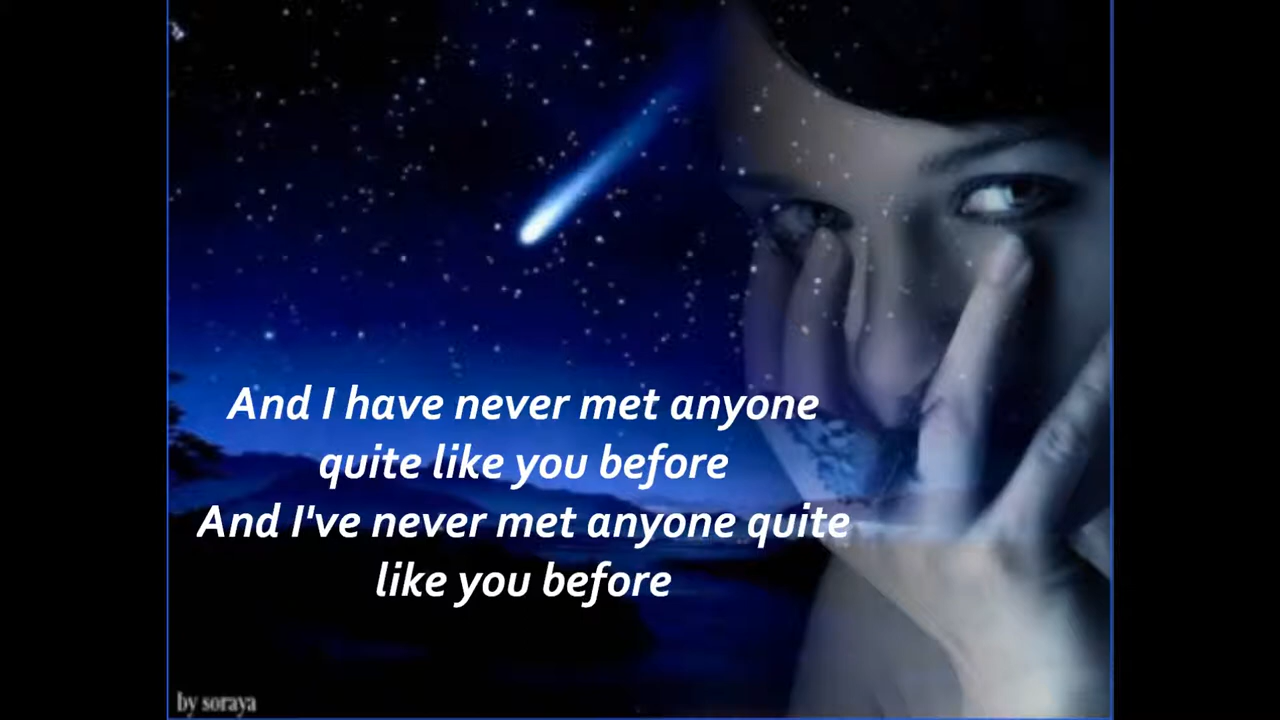 And I have never met anyone
quite like you before
And I've never met anyone quite
like you before
by soraya